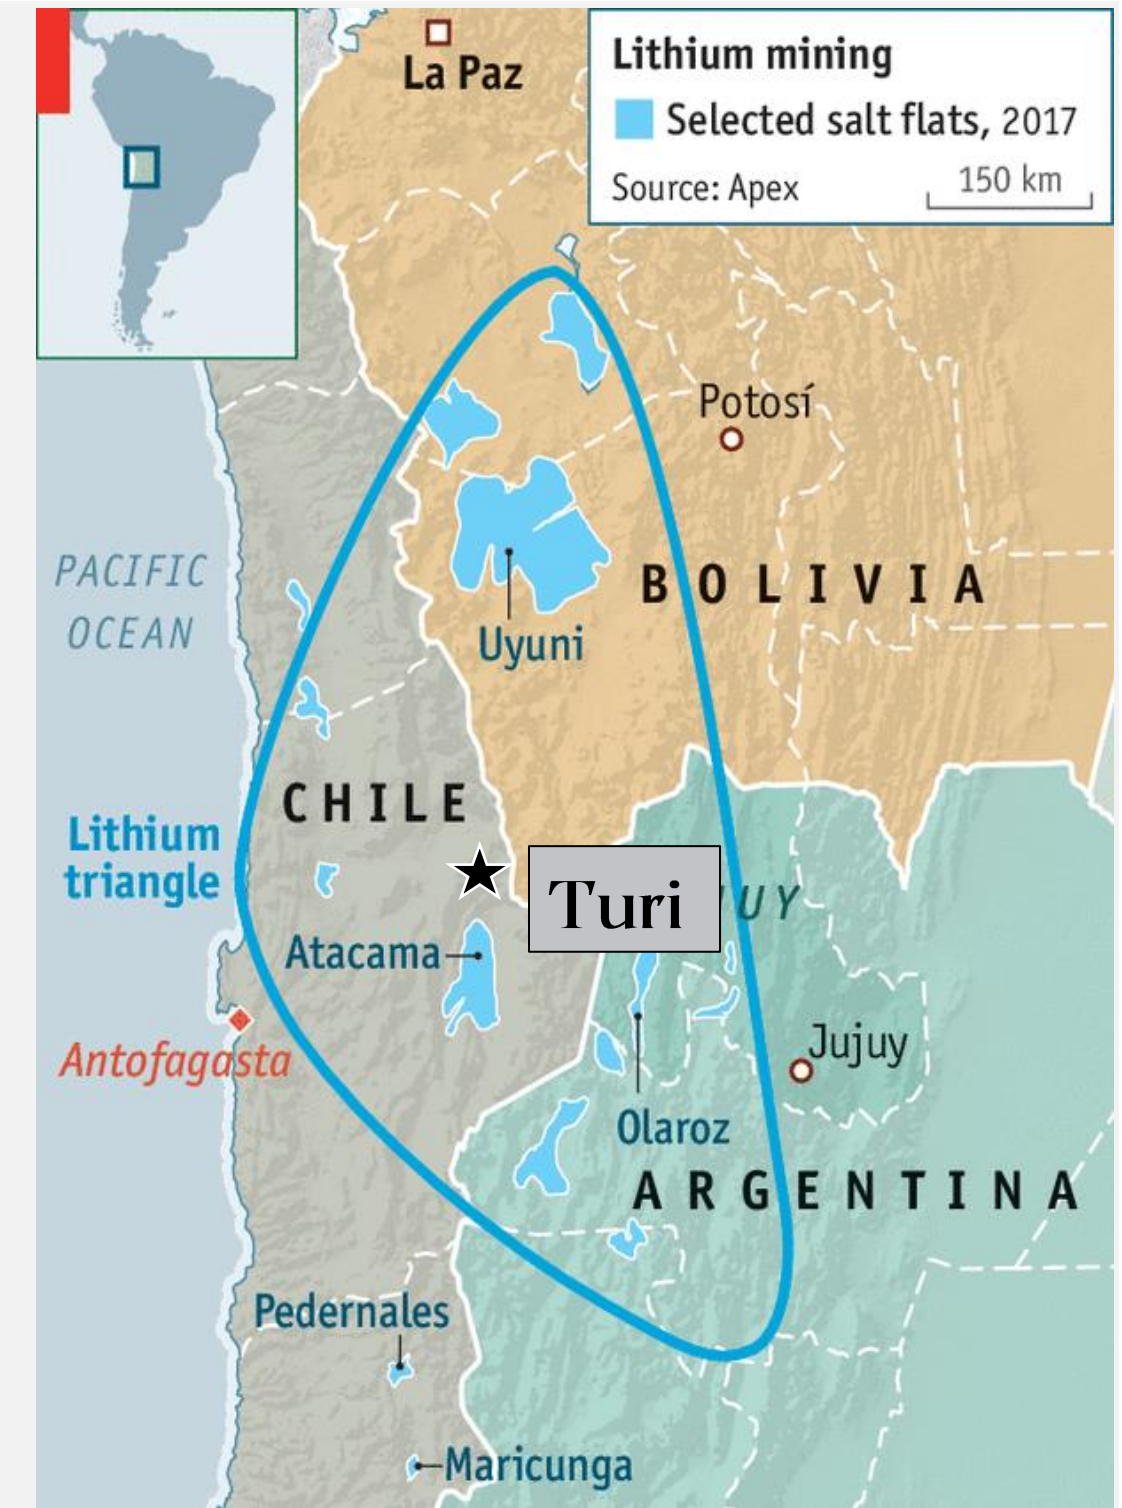 La Paz
Lithium mining
Selected salt flats, 2017
Source: Apex
150 km
Potosí
PACIFIC
OCEAN
BOLIVIA
Uyuni
CHILE
Lithium
triangle
Turi
UY
Atacama
Jujuy
Antofagasta
Olaroz
ARGENTINA
Pedernales
Maricunga